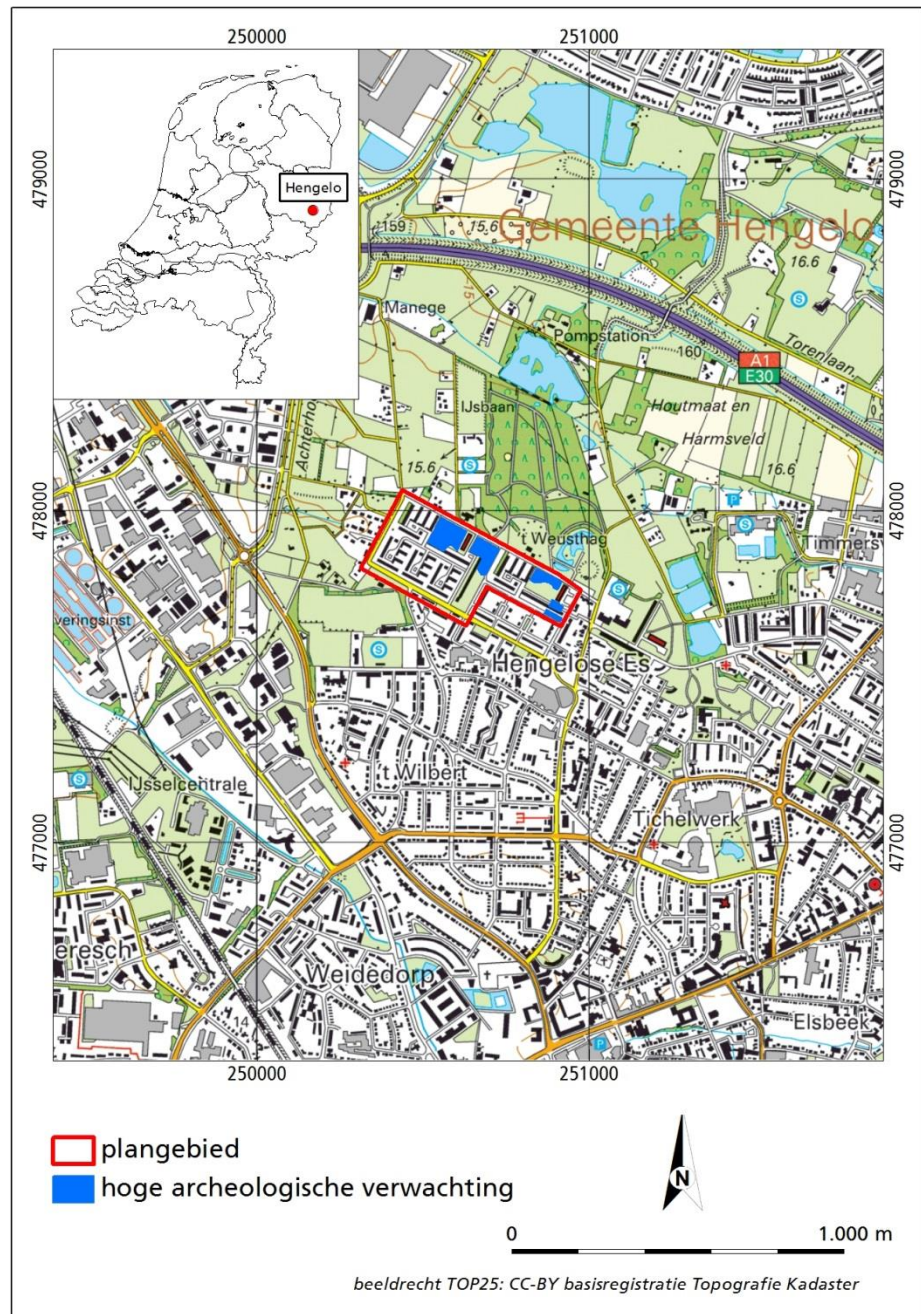 250000
251000
479000
479000
Hengelo
159
15.6
Gemeente Hengelo
16.6
15
Manege
Pompstation
160
A1
E30
Torenlaan
IJsbaan
Houtmaat en
Harmsveld
Achterho
15.6
16.6
478000
478000
't Weusthag
Timmers
veringsinst
Hengelose Es
IJsselcentrale
't Wilbert
Tichelwerk
477000
477000
eresch
Weidedorp
14
Elsbeek
P
P
S
S
S
S
S
S
250000
251000
plangebied
hoge archeologische verwachting
N
0
1.000 m
beeldrecht TOP25: CC-BY basisregistratie Topografie Kadaster